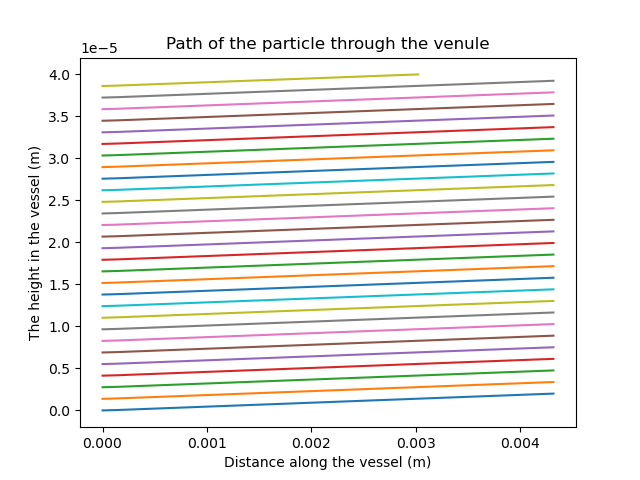 Path of the particle through the venule
1e−5
4.0
3.5
3.0
2.5
2.0
1.5
1.0
0.5
0.0
The height in the vessel (m)
0.000 0.001 0.002 0.003 0.004
Distance along the vessel (m)